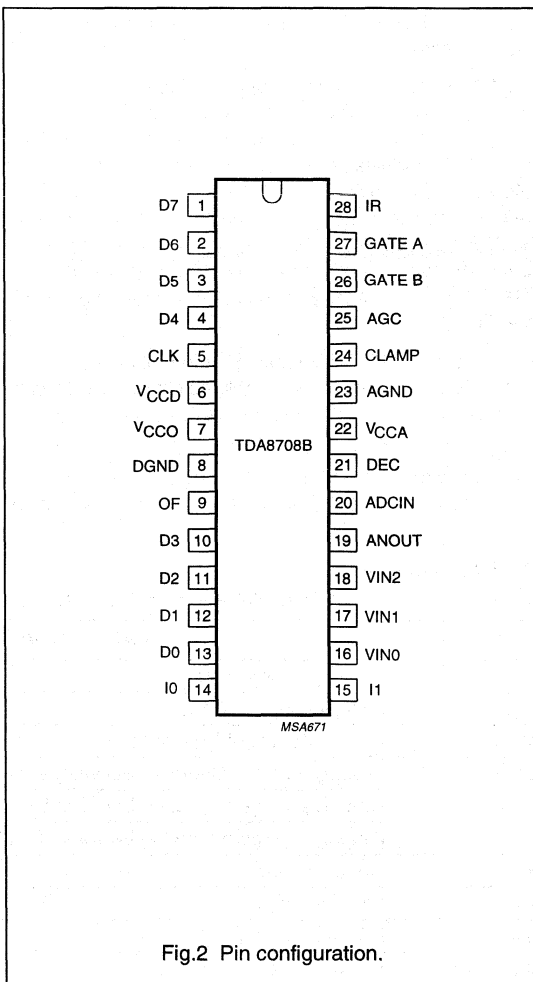 D7 1 28 IR
D6 2 27 GATE A
D5 3 26 GATE B
D4 4 25 AGC
CLK 5 24 CLAMP
VCCD 6 23 AGND
VCCO 7 22 VCCA
TDA8708B
DGND 8 21 DEC
OF 9 20 ADCIN
D3 10 19 ANOUT
D2 11 18 VIN2
D1 12 17 VIN1
D0 13 16 VIN0
I0 14 15 I1
MSA671
Fig.2 Pin configuration.